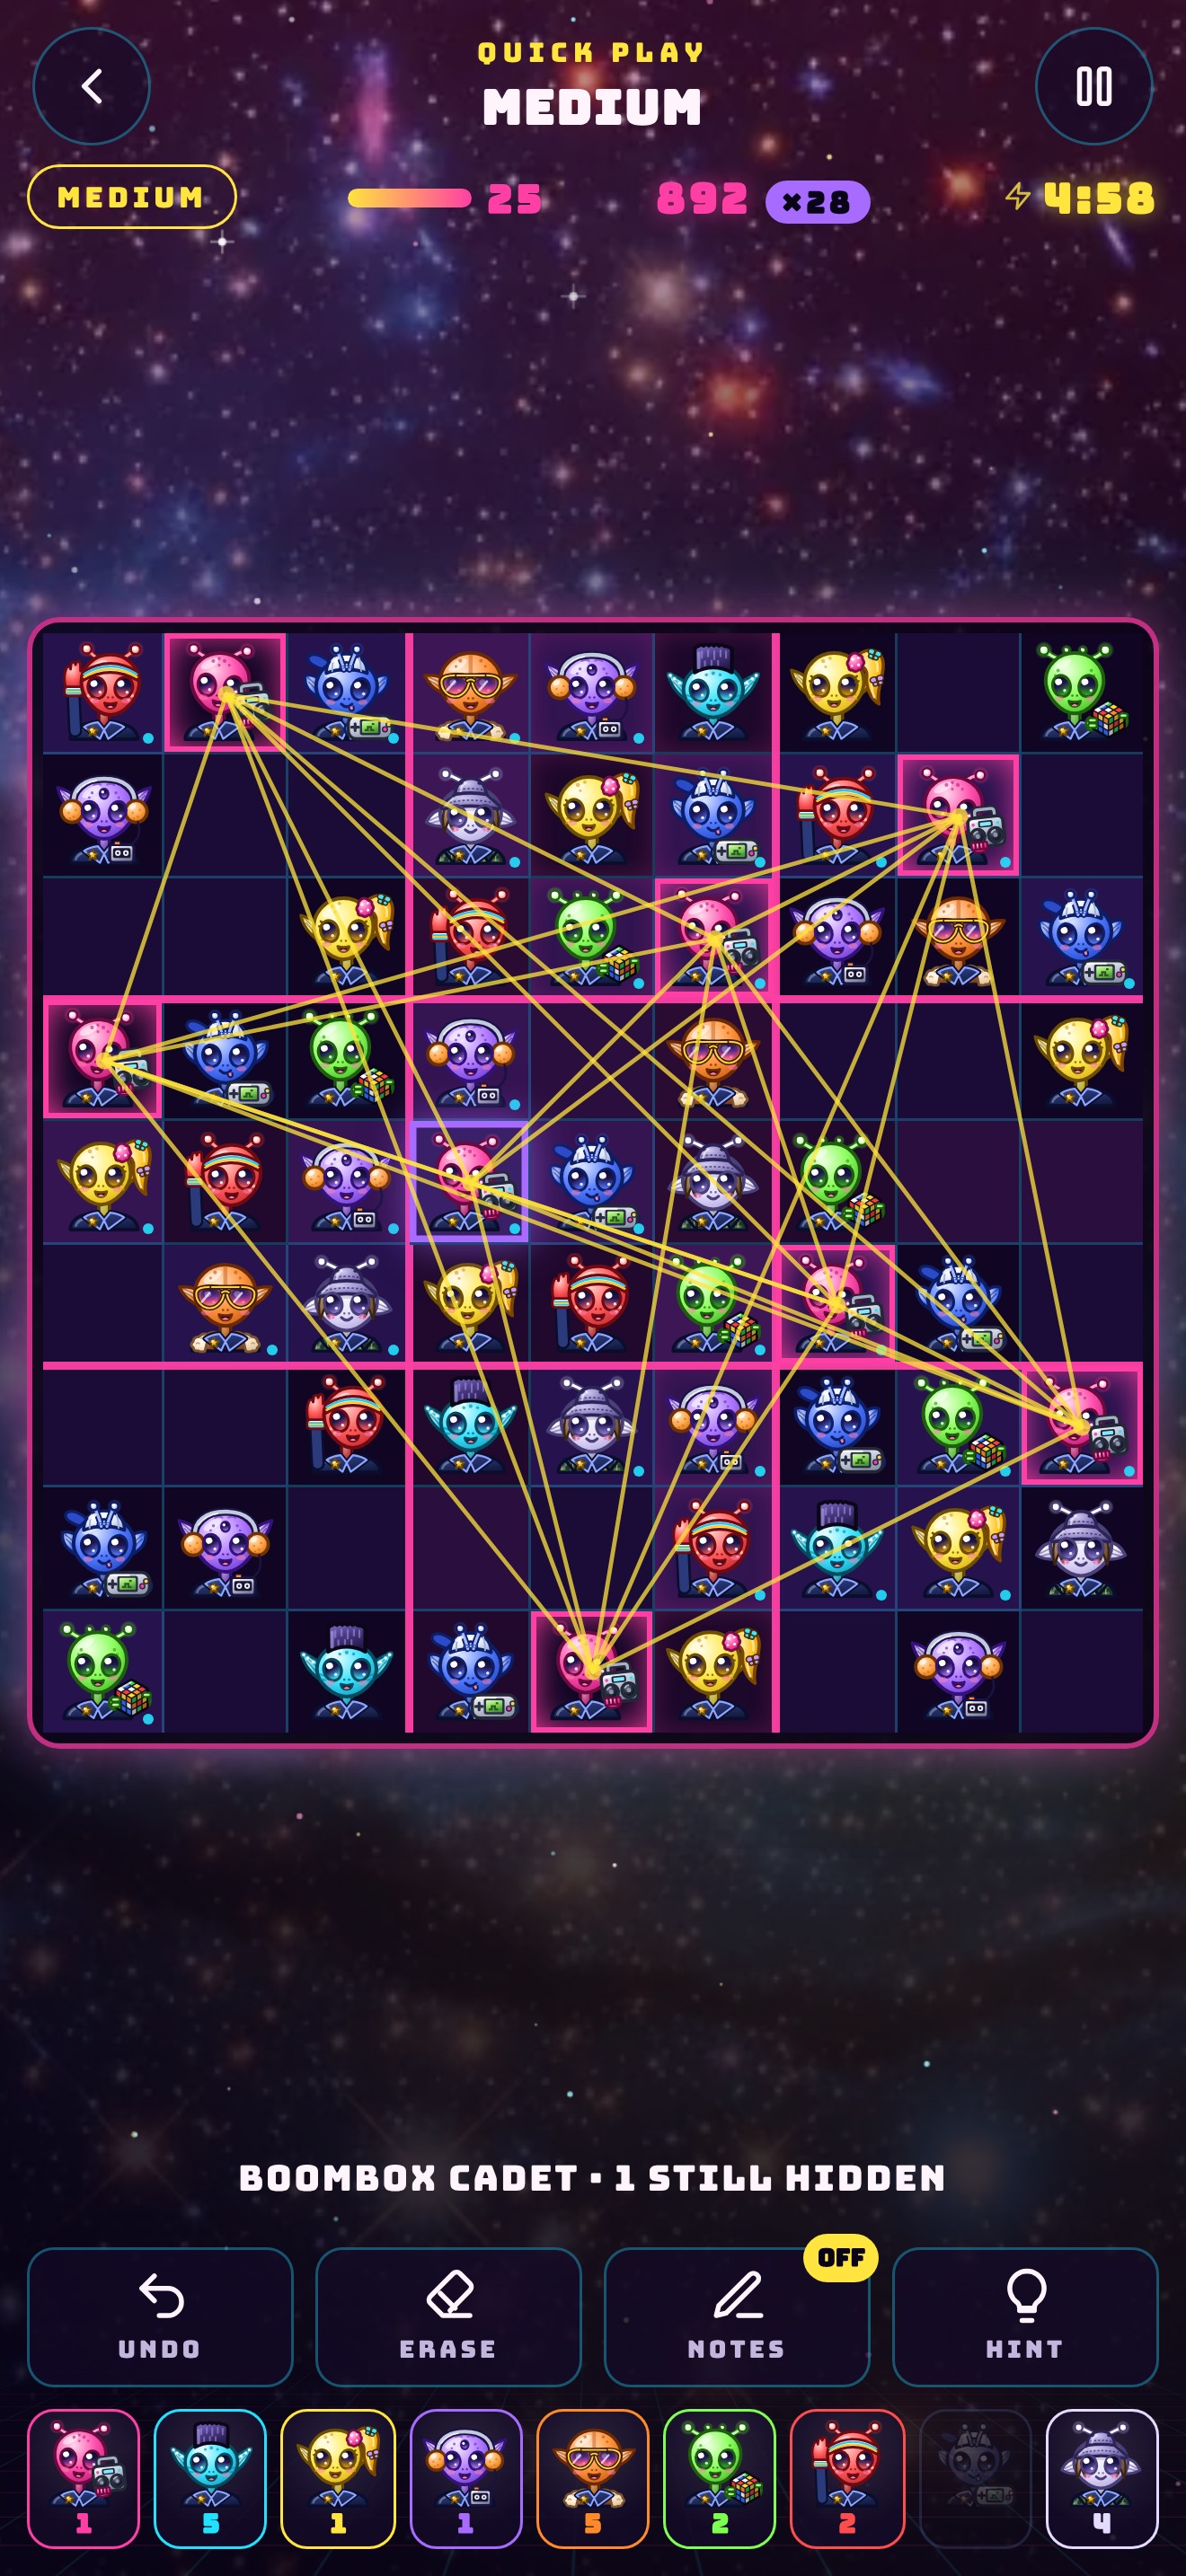 QUICK PLAY
MEDIUM
MEDIUM 25 892 ×28 4:58
BOOMBOX CADET · 1 STILL HIDDEN
OFF
UNDO ERASE NOTES HINT
1 5 1 1 5 2 2 4